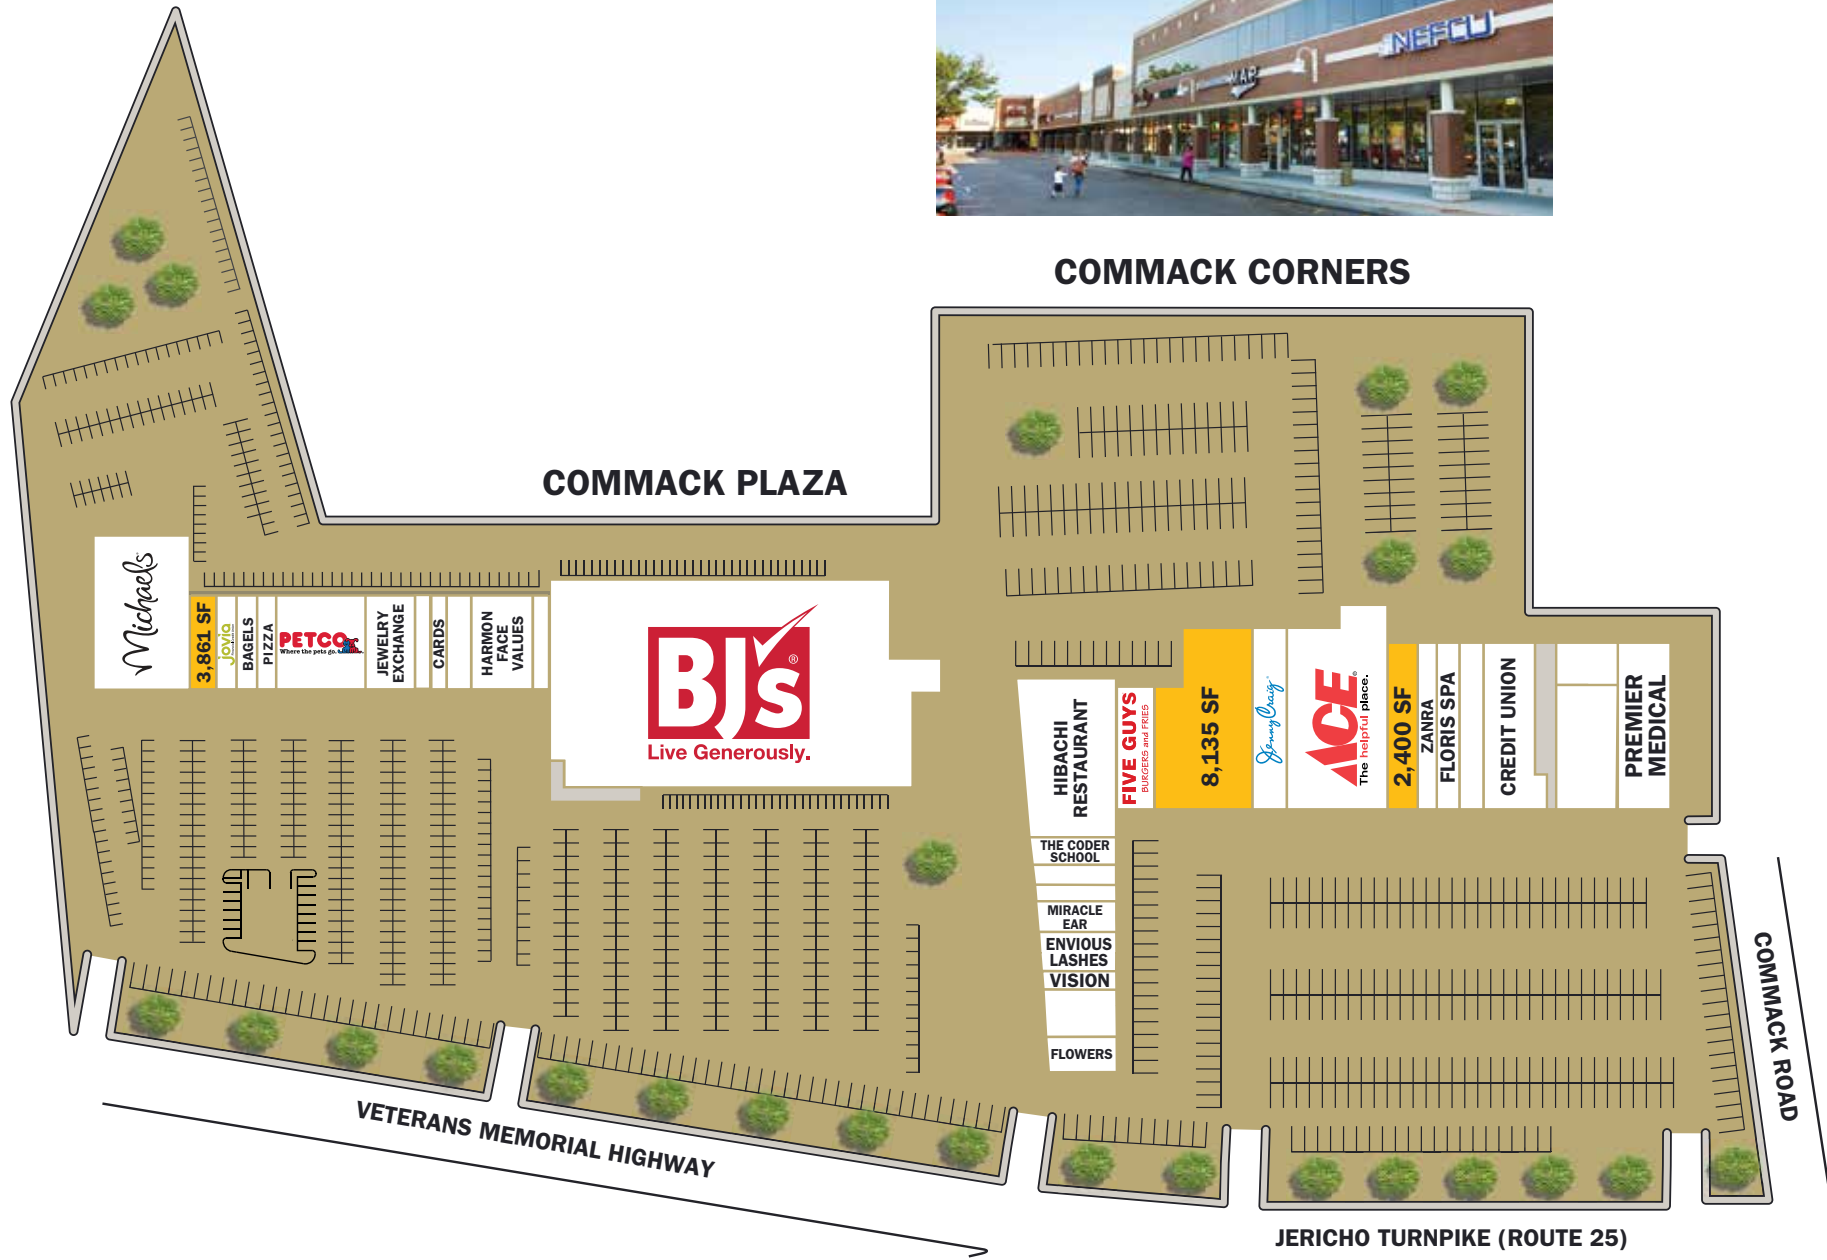 NEFCU
MAP
COMMACK CORNERS
COMMACK PLAZA
Michaels
3,861 SF
jovia
BAGELS
PIZZA
PETCO
Where the pets go.
JEWELRY
EXCHANGE
CARDS
HARMON
FACE
VALUES
BJ's
®
Live Generously.
HIBACHI
RESTAURANT
FIVE GUYS
BURGERS and FRIES
8,135 SF
Jenny Craig
ACE
The helpful place.
2,400 SF
ZANRA
FLORIS SPA
CREDIT UNION
PREMIER
MEDICAL
THE CODER
SCHOOL
MIRACLE
EAR
ENVIOUS
LASHES
VISION
FLOWERS
COMMACK ROAD
VETERANS MEMORIAL HIGHWAY
JERICHO TURNPIKE (ROUTE 25)